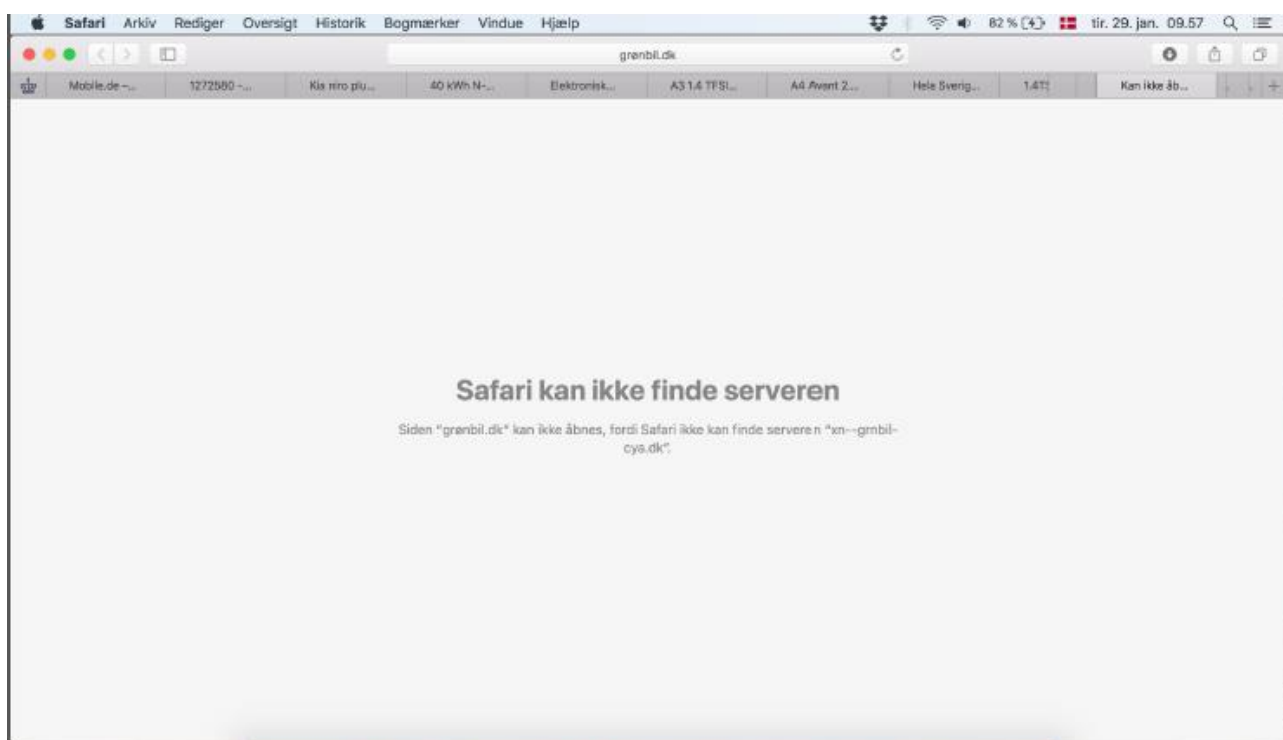 Safari Arkiv Rediger Oversigt Historik Bogmærker Vindue Hjælp 82 % tir. 29. jan. 09.57
grønbil.dk
Mobile.de –... 1272580 –... Kia niro plu... 40 kWh N-... Elektronisk... A3 1.4 TFSI... A4 Avant 2... Hele Sverig... 1.4TS Kan ikke åb...
Safari kan ikke finde serveren
Siden "grønbil.dk" kan ikke åbnes, fordi Safari ikke kan finde serveren "xn--grnbil-
cya.dk".